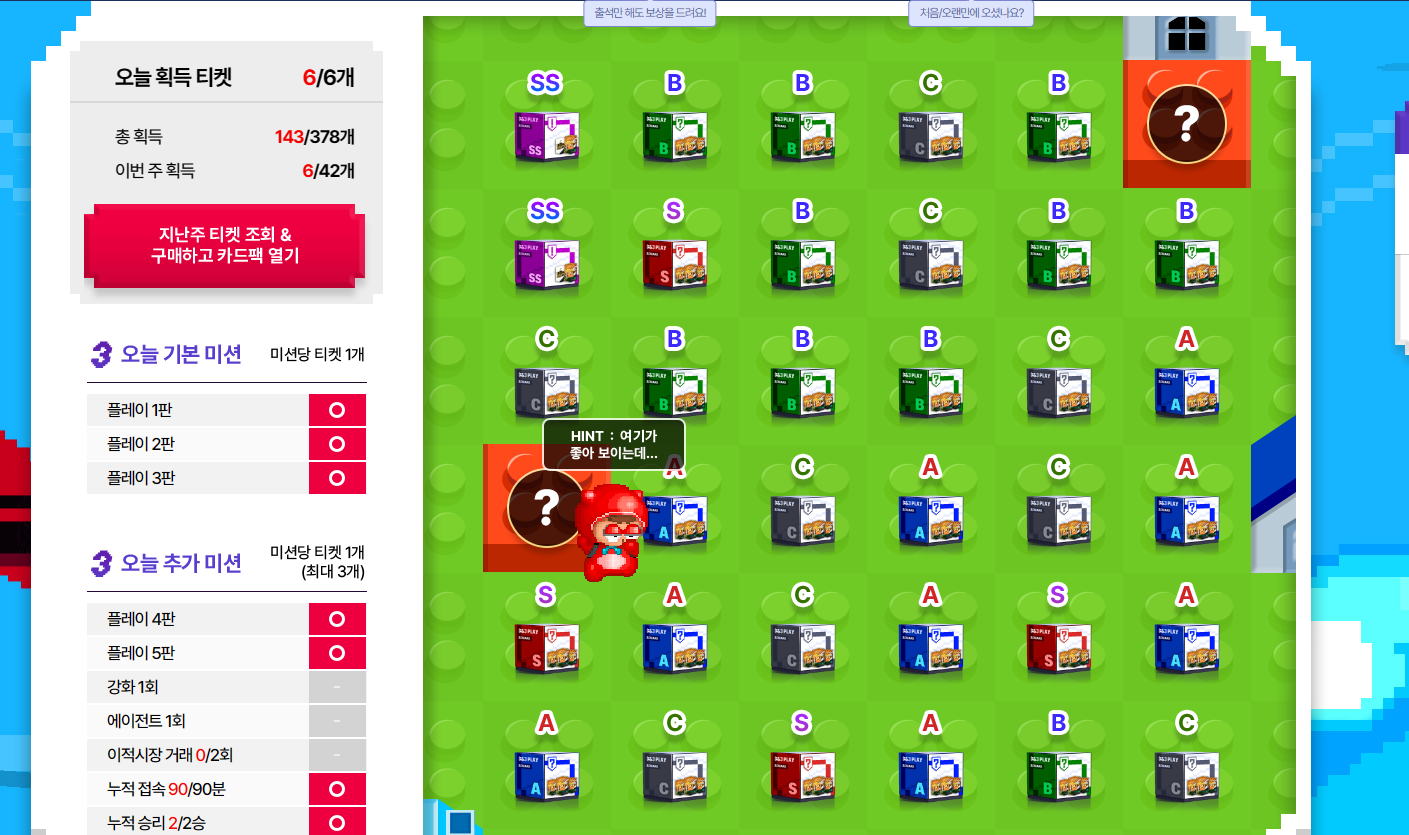 출석만 해도 보상을 드려요!
처음/오랜만에 오셨나요?
오늘 획득 티켓 6/6개
총 획득 143/378개
이번 주 획득 6/42개
지난주 티켓 조회 &
구매하고 카드팩 열기
3 오늘 기본 미션 미션당 티켓 1개
플레이 1판
플레이 2판
플레이 3판
3 오늘 추가 미션 미션당 티켓 1개
(최대 3개)
플레이 4판
플레이 5판
강화 1회 -
에이전트 1회 -
이적시장 거래 0/2회 -
누적 접속 90/90분
누적 승리 2/2승
SS B B C B
SS B B C B ?
SS S B C B B
SS S B C B B
C B B B C A
C B B B C A
HINT : 여기가
좋아 보이는데...
A C A C A
? A C A C A
S A C A S A
S A C A S A
A C S A B C
A C S A B C